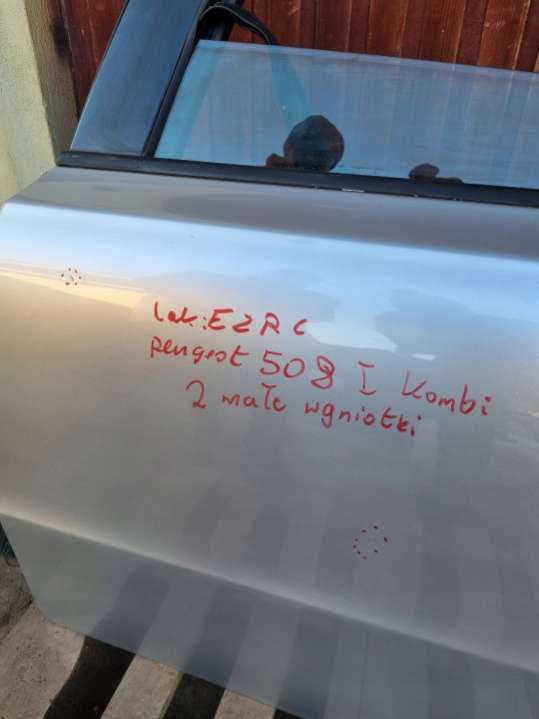 Lak: EZRC
Peugeot 508 I Kombi
2 małe wgniotki